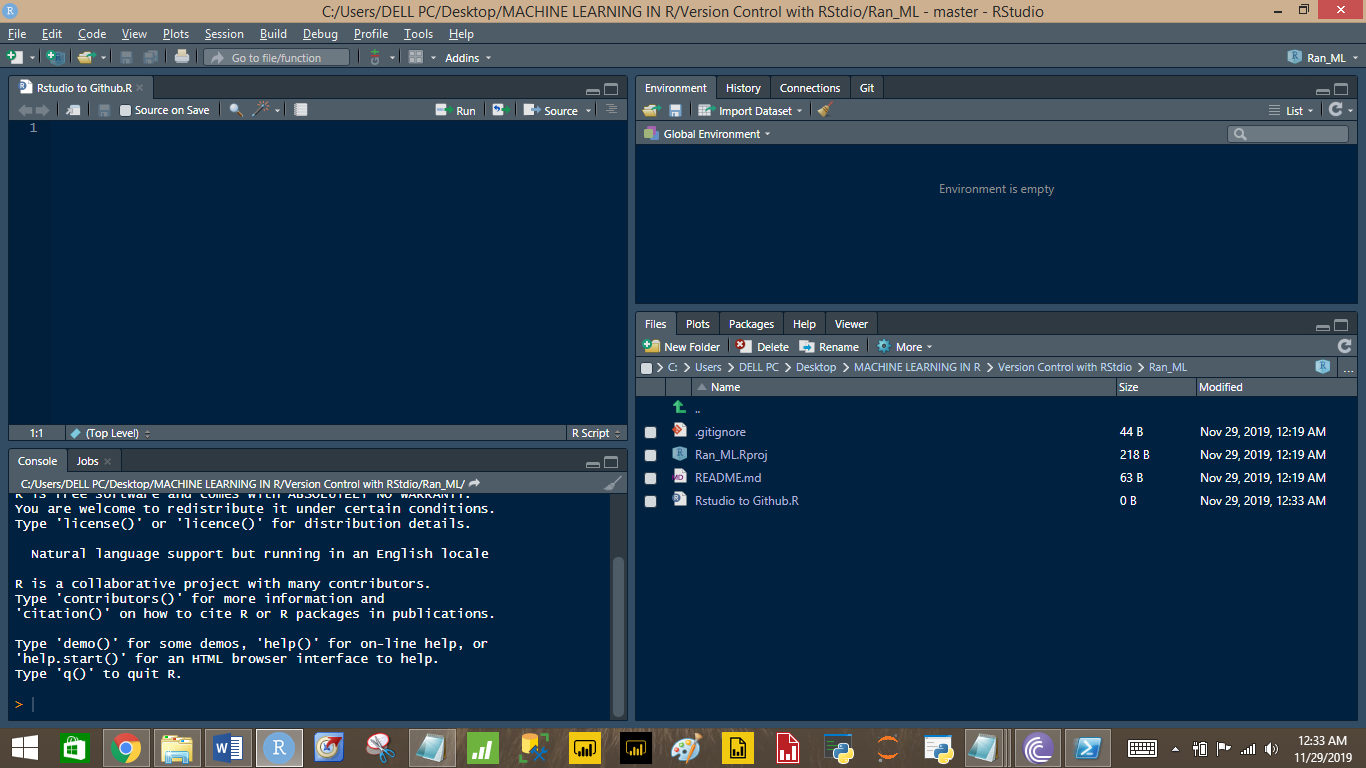 C:/Users/DELL PC/Desktop/MACHINE LEARNING IN R/Version Control with RStdio/Ran_ML - master - RStudio
File Edit Code View Plots Session Build Debug Profile Tools Help
Go to file/function Addins Ran_ML
Rstudio to Github.R
Source on Save Run Source
1
1:1 (Top Level) R Script
Console Jobs
C:/Users/DELL PC/Desktop/MACHINE LEARNING IN R/Version Control with RStdio/Ran_ML/
R is free software and comes with ABSOLUTELY NO WARRANTY.
You are welcome to redistribute it under certain conditions.
Type 'license()' or 'licence()' for distribution details.
Natural language support but running in an English locale
R is a collaborative project with many contributors.
Type 'contributors()' for more information and
'citation()' on how to cite R or R packages in publications.
Type 'demo()' for some demos, 'help()' for on-line help, or
'help.start()' for an HTML browser interface to help.
Type 'q()' to quit R.
>
Environment History Connections Git
Import Dataset List
Global Environment
Environment is empty
Files Plots Packages Help Viewer
New Folder Delete Rename More
C: Users DELL PC Desktop MACHINE LEARNING IN R Version Control with RStdio Ran_ML ...
Name Size Modified
..
.gitignore 44 B Nov 29, 2019, 12:19 AM
Ran_ML.Rproj 218 B Nov 29, 2019, 12:19 AM
README.md 63 B Nov 29, 2019, 12:19 AM
Rstudio to Github.R 0 B Nov 29, 2019, 12:33 AM
12:33 AM
11/29/2019